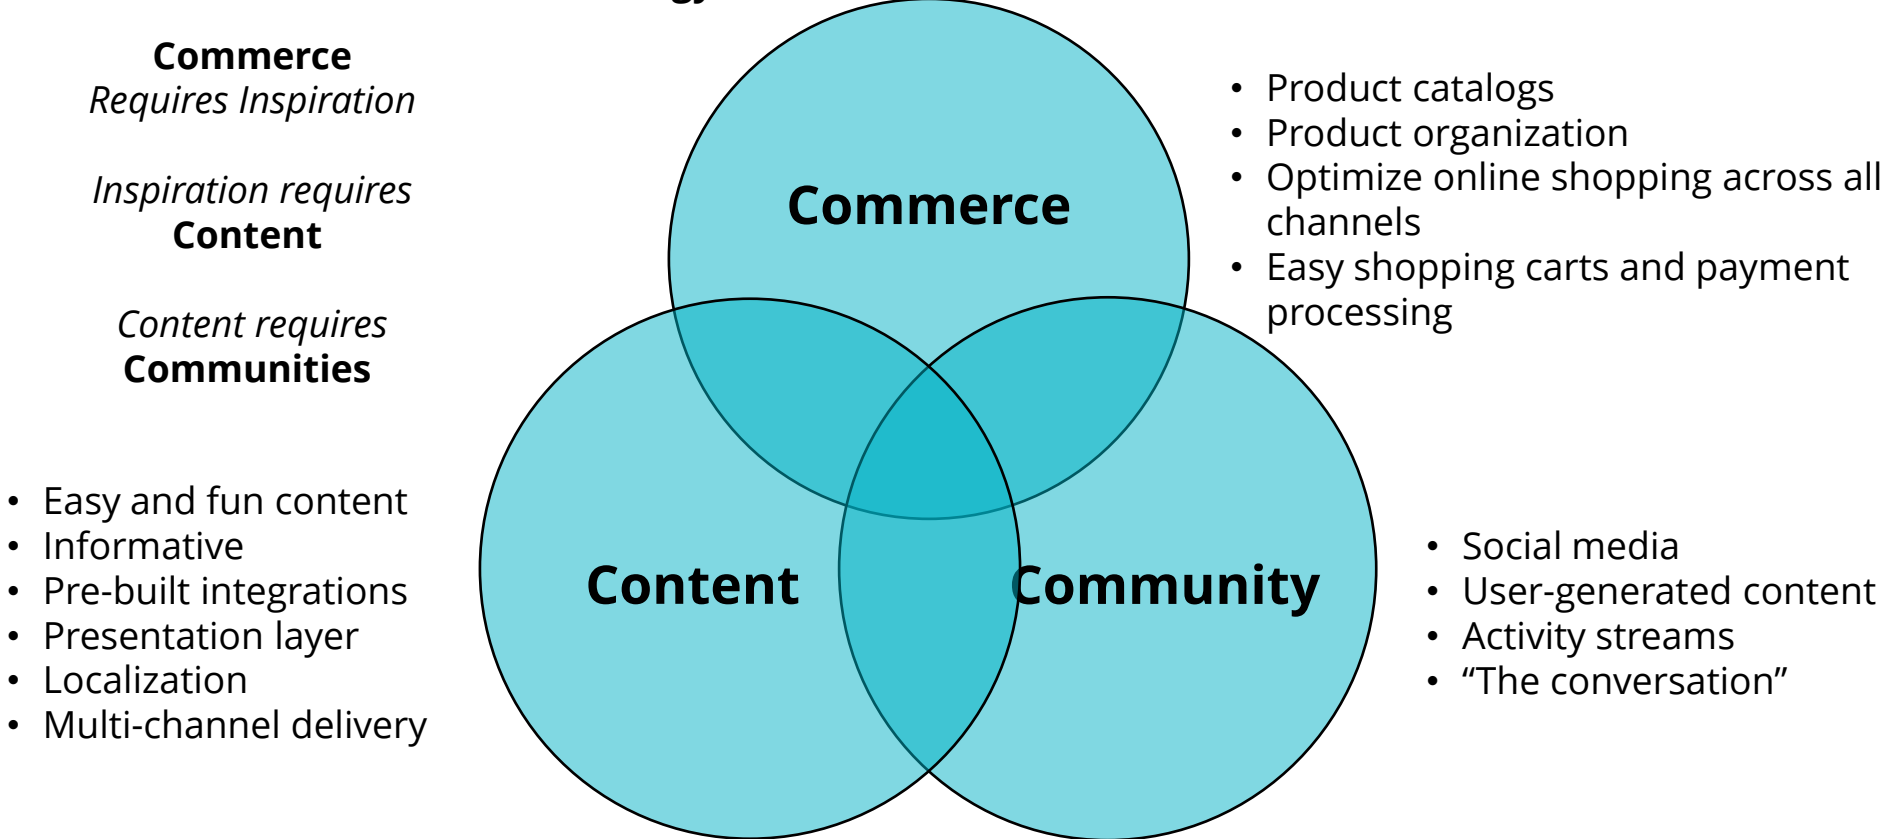 Commerce
Requires Inspiration
Inspiration requires
Content
Content requires
Communities
Commerce
• Product catalogs
• Product organization
• Optimize online shopping across all
channels
• Easy shopping carts and payment
processing
• Easy and fun content
• Informative
• Pre-built integrations
• Presentation layer
• Localization
• Multi-channel delivery
Content
Community
• Social media
• User-generated content
• Activity streams
• “The conversation”